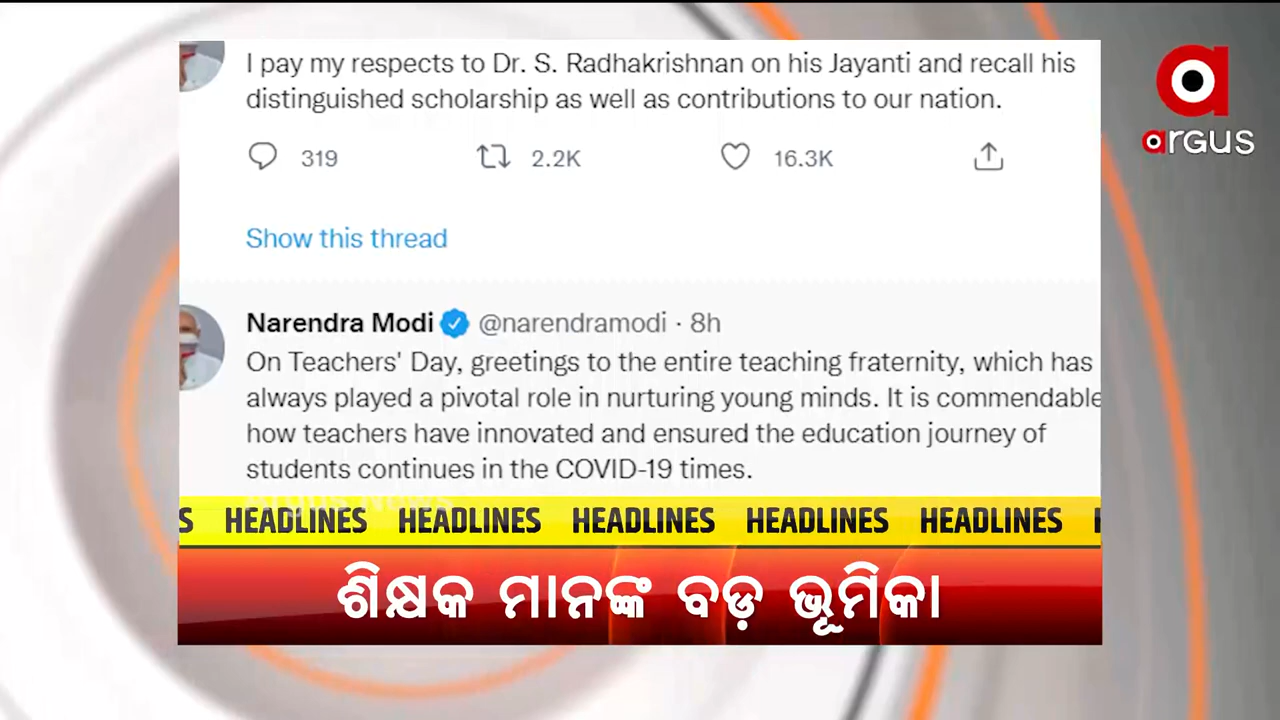 I pay my respects to Dr. S. Radhakrishnan on his Jayanti and recall his
distinguished scholarship as well as contributions to our nation.
319 2.2K 16.3K
argus
Show this thread
Narendra Modi @narendramodi · 8h
On Teachers' Day, greetings to the entire teaching fraternity, which has
always played a pivotal role in nurturing young minds. It is commendable
how teachers have innovated and ensured the education journey of
students continues in the COVID-19 times.
Argus News
S HEADLINES HEADLINES HEADLINES HEADLINES HEADLINES
ଶିକ୍ଷକ ମାନଙ୍କ ବଡ଼ ଭୂମିକା